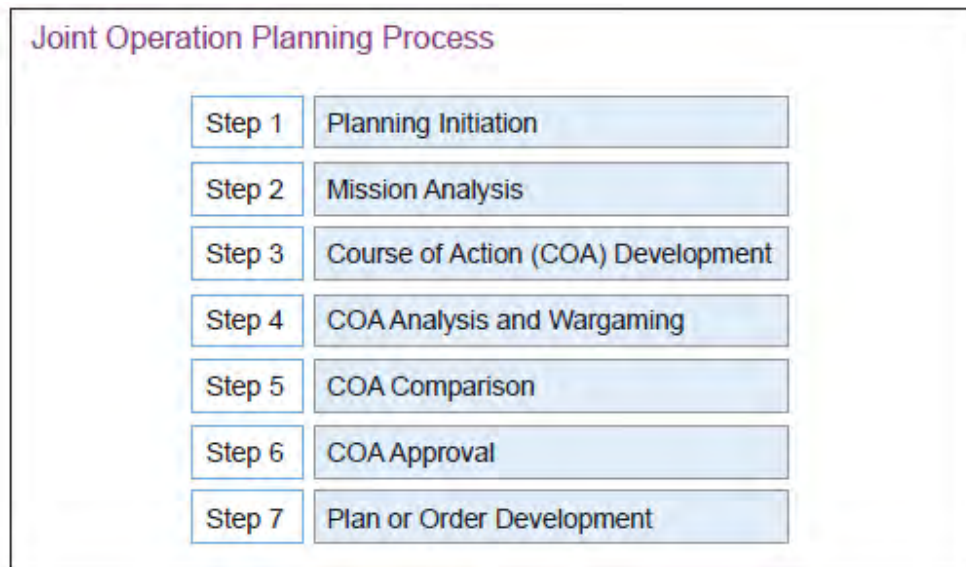 Joint Operation Planning Process
Step 1 Planning Initiation
Step 2 Mission Analysis
Step 3 Course of Action (COA) Development
Step 4 COA Analysis and Wargaming
Step 5 COA Comparison
Step 6 COA Approval
Step 7 Plan or Order Development